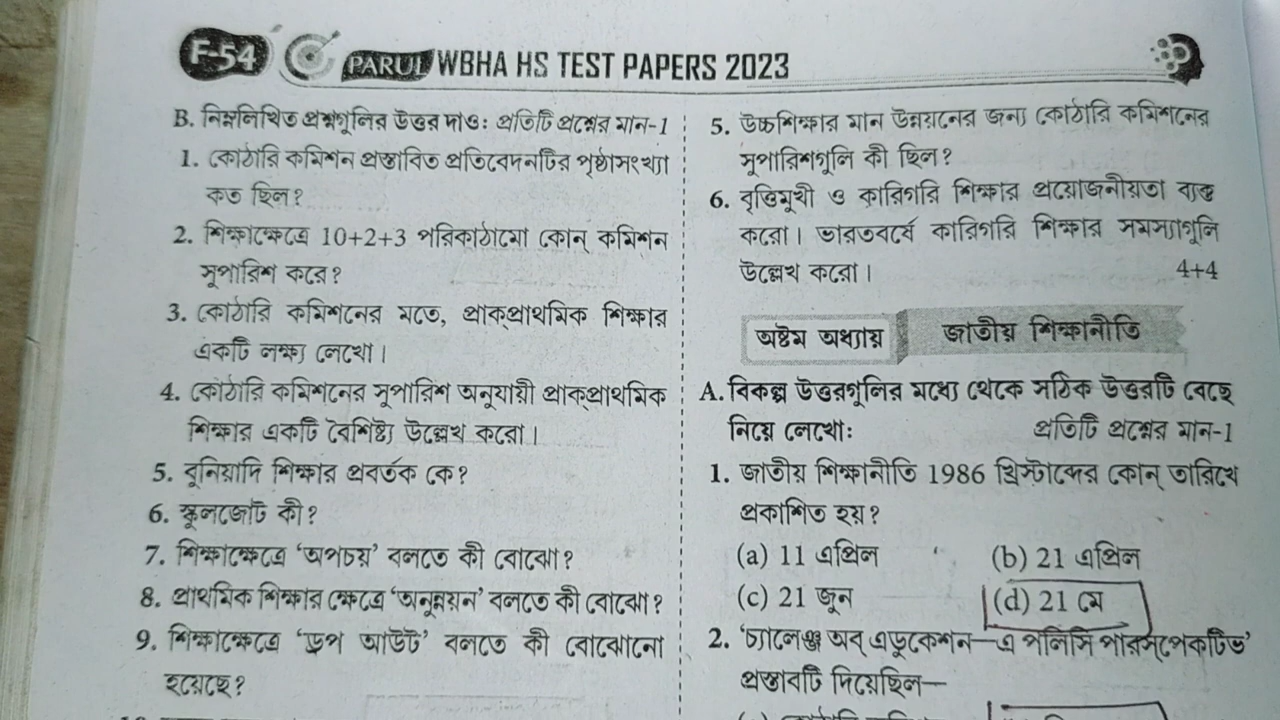 F-54
PARUL WBHA HS TEST PAPERS 2023
B. নিম্নলিখিত প্রশ্নগুলির উত্তর দাও: প্রতিটি প্রশ্নের মান-1
1. কোঠারি কমিশন প্রস্তাবিত প্রতিবেদনটির পৃষ্ঠাসংখ্যা
কত ছিল?
2. শিক্ষাক্ষেত্রে 10+2+3 পরিকাঠামো কোন্ কমিশন
সুপারিশ করে?
3. কোঠারি কমিশনের মতে, প্রাক্‌প্রাথমিক শিক্ষার
একটি লক্ষ্য লেখো।
4. কোঠারি কমিশনের সুপারিশ অনুযায়ী প্রাক্‌প্রাথমিক
শিক্ষার একটি বৈশিষ্ট্য উল্লেখ করো।
5. বুনিয়াদি শিক্ষার প্রবর্তক কে?
6. স্কুলজোট কী?
7. শিক্ষাক্ষেত্রে ‘অপচয়’ বলতে কী বোঝো?
8. প্রাথমিক শিক্ষার ক্ষেত্রে ‘অনুন্নয়ন’ বলতে কী বোঝো?
9. শিক্ষাক্ষেত্রে ‘ড্রপ আউট’ বলতে কী বোঝোনো
হয়েছে?
5. উচ্চশিক্ষার মান উন্নয়নের জন্য কোঠারি কমিশনের
সুপারিশগুলি কী ছিল?
6. বৃত্তিমুখী ও কারিগরি শিক্ষার প্রয়োজনীয়তা ব্যক্ত
করো। ভারতবর্ষে কারিগরি শিক্ষার সমস্যাগুলি
উল্লেখ করো। 4+4
অষ্টম অধ্যায় জাতীয় শিক্ষানীতি
A. বিকল্প উত্তরগুলির মধ্যে থেকে সঠিক উত্তরটি বেছে
নিয়ে লেখো: প্রতিটি প্রশ্নের মান-1
1. জাতীয় শিক্ষানীতি 1986 খ্রিস্টাব্দের কোন্ তারিখে
প্রকাশিত হয়?
(a) 11 এপ্রিল (b) 21 এপ্রিল
(c) 21 জুন (d) 21 মে
2. ‘চ্যালেঞ্জ অব্ এডুকেশন—এ পলিসি পারস্‌পেকটিভ’
প্রস্তাবটি দিয়েছিল—